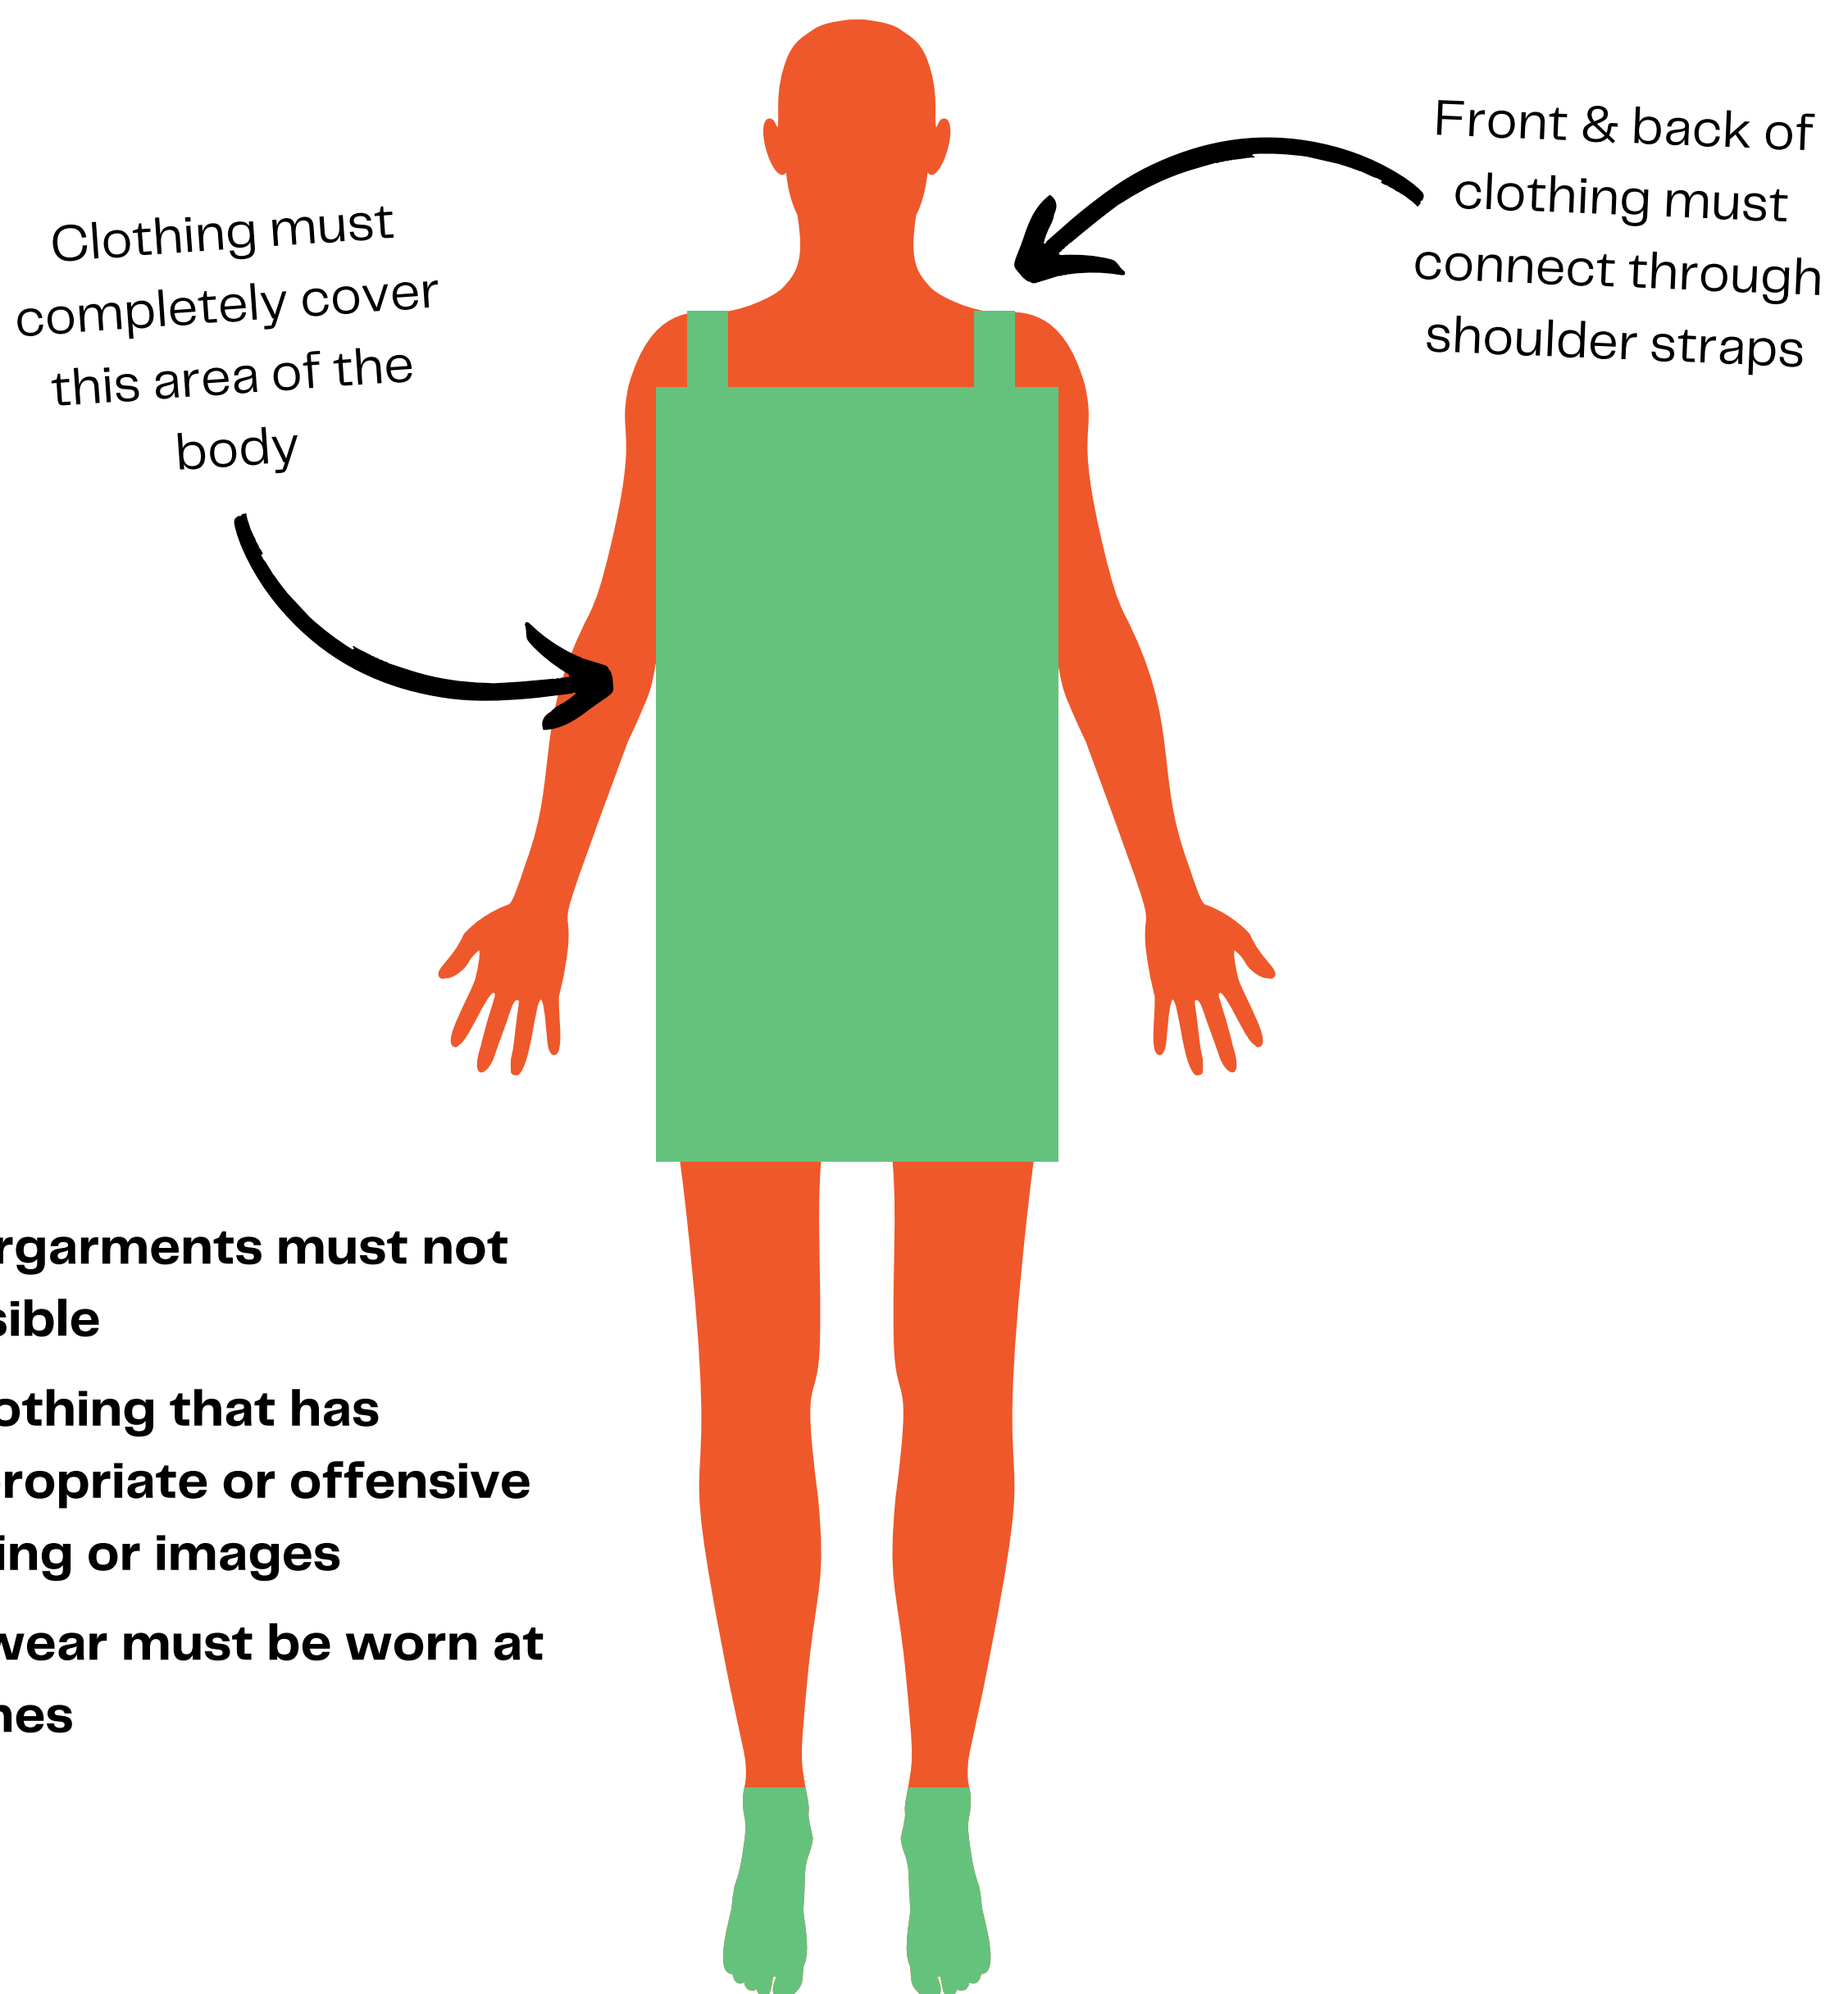 Clothing must
completely cover
this area of the
body
Front & back of
clothing must
connect through
shoulder straps
rgarments must not
sible
othing that has
ropriate or offensive
ing or images
wear must be worn at
nes